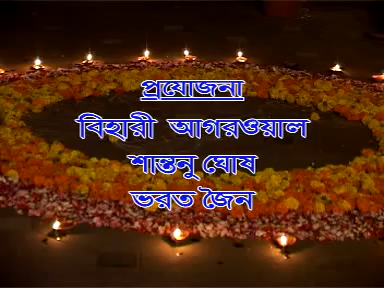 প্রযোজনা
বিহারী আগরওয়াল
শান্তনু ঘোষ
ভরত জৈন